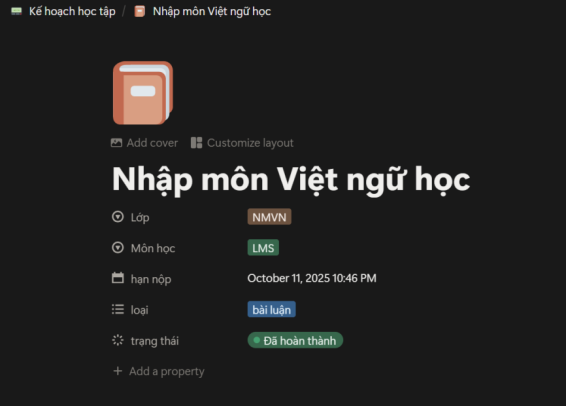 Kế hoạch học tập / Nhập môn Việt ngữ học
Add cover Customize layout
Nhập môn Việt ngữ học
Lớp NMVN
Môn học LMS
hạn nộp October 11, 2025 10:46 PM
loại bài luận
trạng thái Đã hoàn thành
+ Add a property